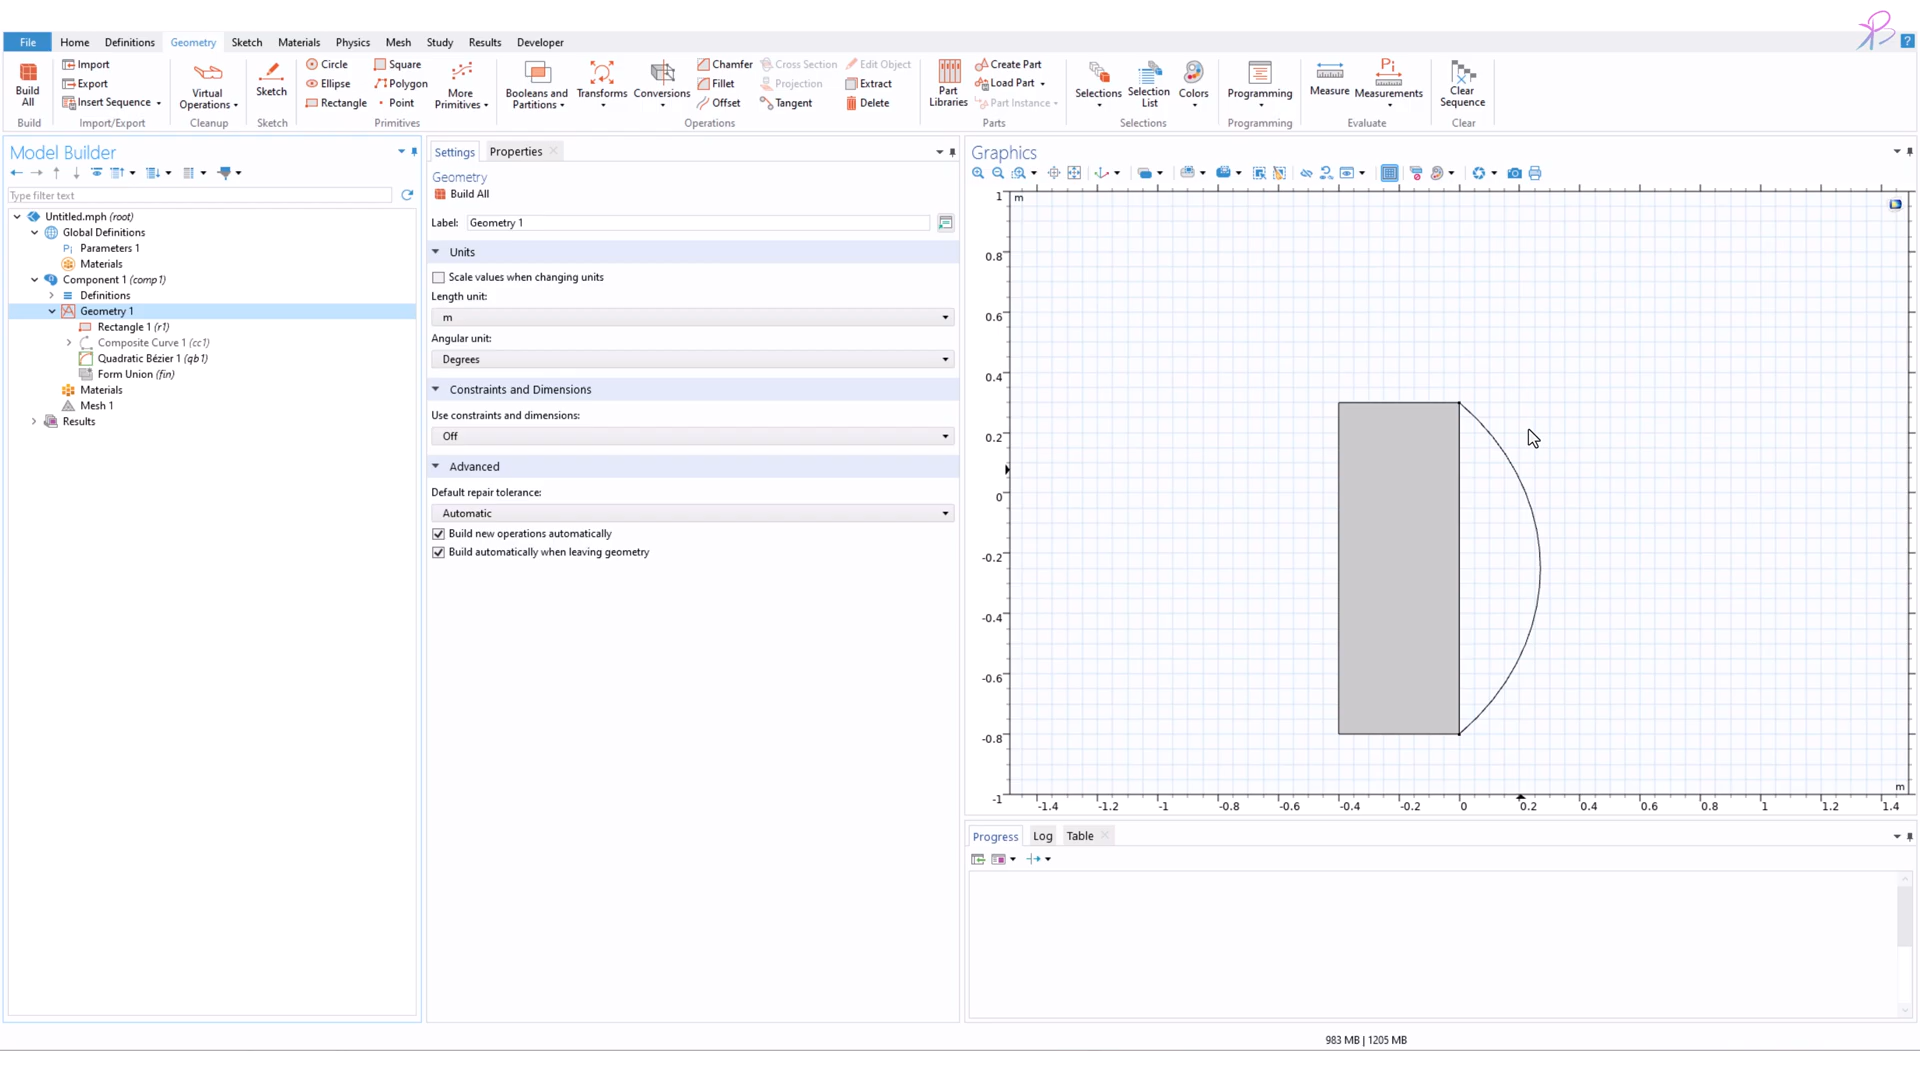 File Home Definitions Geometry Sketch Materials Physics Mesh Study Results Developer
Build All
Import
Export
Insert Sequence
Virtual Operations
Sketch
Circle
Square
Ellipse
Polygon
Rectangle
Point
More Primitives
Booleans and Partitions
Transforms
Conversions
Chamfer
Cross Section
Edit Object
Fillet
Projection
Extract
Offset
Tangent
Delete
Part Libraries
Create Part
Load Part
Part Instance
Selections
Selection List
Colors
Programming
Measure
Measurements
Clear Sequence
Build Import/Export Cleanup Sketch Primitives Operations Parts Selections Programming Evaluate Clear
Model Builder
Type filter text
Untitled.mph (root)
Global Definitions
Pi Parameters 1
Materials
Component 1 (comp1)
Definitions
Geometry 1
Rectangle 1 (r1)
Composite Curve 1 (cc1)
Quadratic Bézier 1 (qb1)
Form Union (fin)
Materials
Mesh 1
Results
Settings Properties
Geometry
Build All
Label: Geometry 1
Units
Scale values when changing units
Length unit:
m
Angular unit:
Degrees
Constraints and Dimensions
Use constraints and dimensions:
Off
Advanced
Default repair tolerance:
Automatic
Build new operations automatically
Build automatically when leaving geometry
Graphics
1
m
0.8
0.6
0.4
0.2
0
-0.2
-0.4
-0.6
-0.8
-1
m
-1.4 -1.2 -1 -0.8 -0.6 -0.4 -0.2 0 0.2 0.4 0.6 0.8 1 1.2 1.4
Progress Log Table
983 MB | 1205 MB